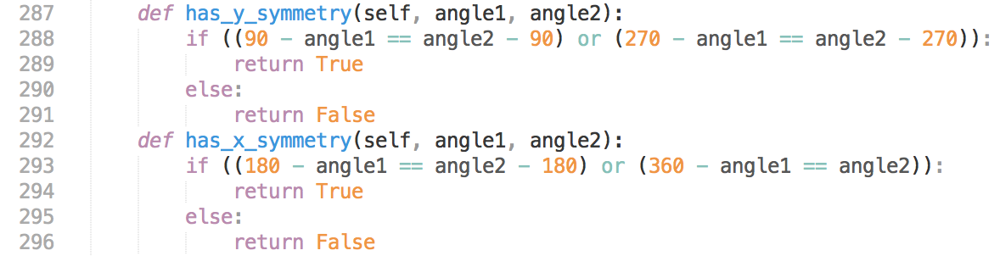 287 def has_y_symmetry(self, angle1, angle2):
288 if ((90 - angle1 == angle2 - 90) or (270 - angle1 == angle2 - 270)):
289 return True
290 else:
291 return False
292 def has_x_symmetry(self, angle1, angle2):
293 if ((180 - angle1 == angle2 - 180) or (360 - angle1 == angle2)):
294 return True
295 else:
296 return False